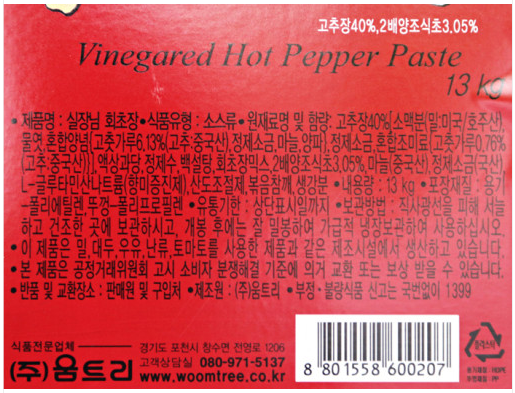 고추장40%,2배양조식초3.05%
Vinegared Hot Pepper Paste
13 kg
• 제품명 : 실장님 회초장 • 식품유형 : 소스류 • 원재료명 및 함량: 고추장40%[소맥분(밀:미국/호주산),
물엿,혼합양념{고추가루6.13%(고추:중국산),정제소금,마늘,양파},정제소금,혼합조미료{고추가루0.76%
(고추:중국산)}], 액상과당, 정제수, 백설탕, 회초장믹스,2배양조식초3.05%, 마늘(중국산) 정제소금(국산)
L-글루타민산나트륨(향미증진제),산도조절제,볶음참깨,생강분 • 내용량 : 13 kg • 포장재질 : 용기
-폴리에틸렌, 뚜껑-폴리프로필렌 • 유통기한 : 상단표시일까지 • 보관방법 : 직사광선을 피해 서늘
하고 건조한 곳에 보관하시고, 개봉 후에는 잘 밀봉하여 가급적 냉장보관하여 사용하십시오.
• 이 제품은 밀, 대두,우유,난류,토마토를 사용한 제품과 같은 제조시설에서 생산하고 있습니다.
• 본 제품은 공정거래위원회 고시 소비자 분쟁해결 기준에 의거 교환 또는 보상 받을 수 있습니다.
• 반품 및 교환장소 : 판매원 및 구입처 • 제조원 : (주)움트리 • 부정·불량식품 신고는 국번없이 1399
식품전문업체
(주)움트리
경기도 포천시 창수면 전영로 1206
고객상담실 080-971-5137
www.woomtree.co.kr
8 801558 600207